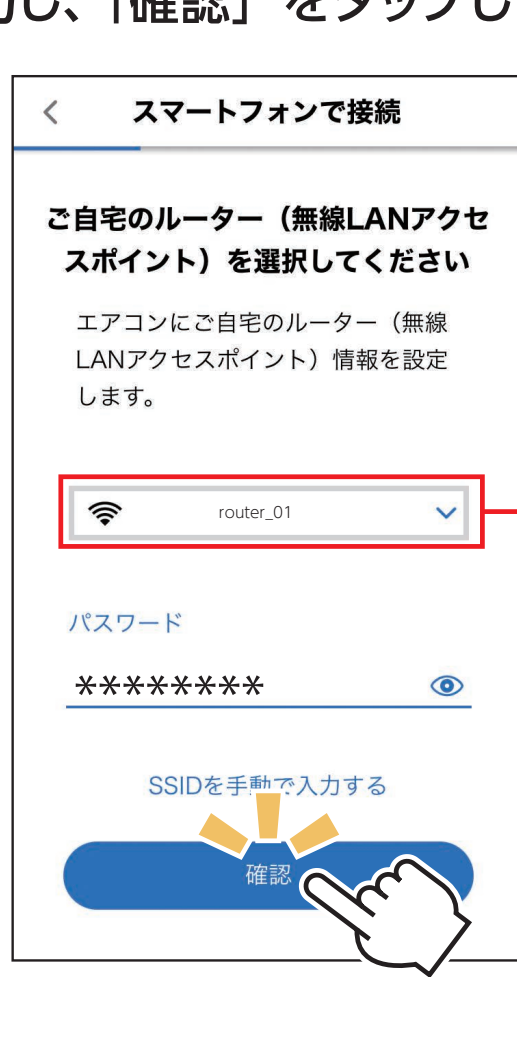 し、「確認」をタップし
スマートフォンで接続
ご自宅のルーター（無線LANアクセ
スポイント）を選択してください
エアコンにご自宅のルーター（無線
LANアクセスポイント）情報を設定
します。
router_01
パスワード
********
SSIDを手動で入力する
確認